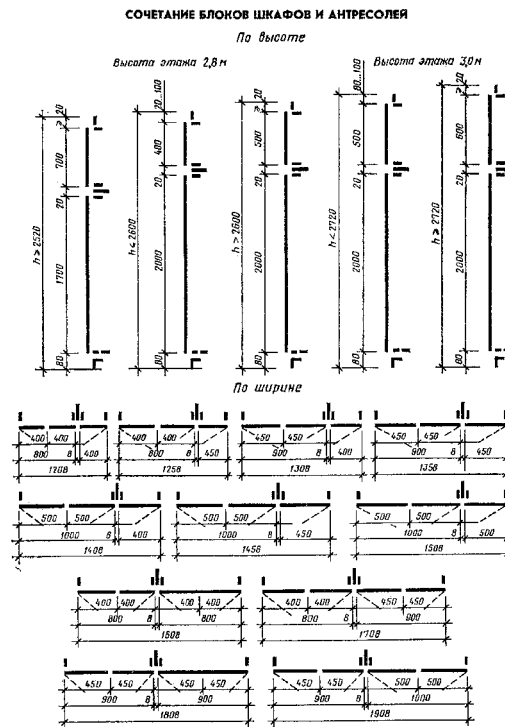 СОЧЕТАНИЕ БЛОКОВ ШКАФОВ И АНТРЕСОЛЕЙ
По высоте
Высота этажа 2,8 м
Высота этажа 3,0 м
h ⩾ 2520 80 1700 20 700 ⩾ 20
h < 2600 80 2000 20 400 20...100
h ⩾ 2600 80 2000 20 500 ⩾
h < 2720 80 2000 20 500 80...100
h ⩾ 2720 80 2000 20 600 ⩾ 20
По ширине
400 400 400 400 450 450 450 450
800 8 400 800 8 450 900 8 400 900 8 450
1208 1258 1308 1358
500 500 500 500 500 500
1000 8 400 1000 8 450 1000 8 500
1408 1458 1508
400 400 400 400 400 400 450 450
800 8 800 800 8 900
1608 1708
450 450 450 450 450 450 500 500
900 8 900 900 8 1000
1808 1908